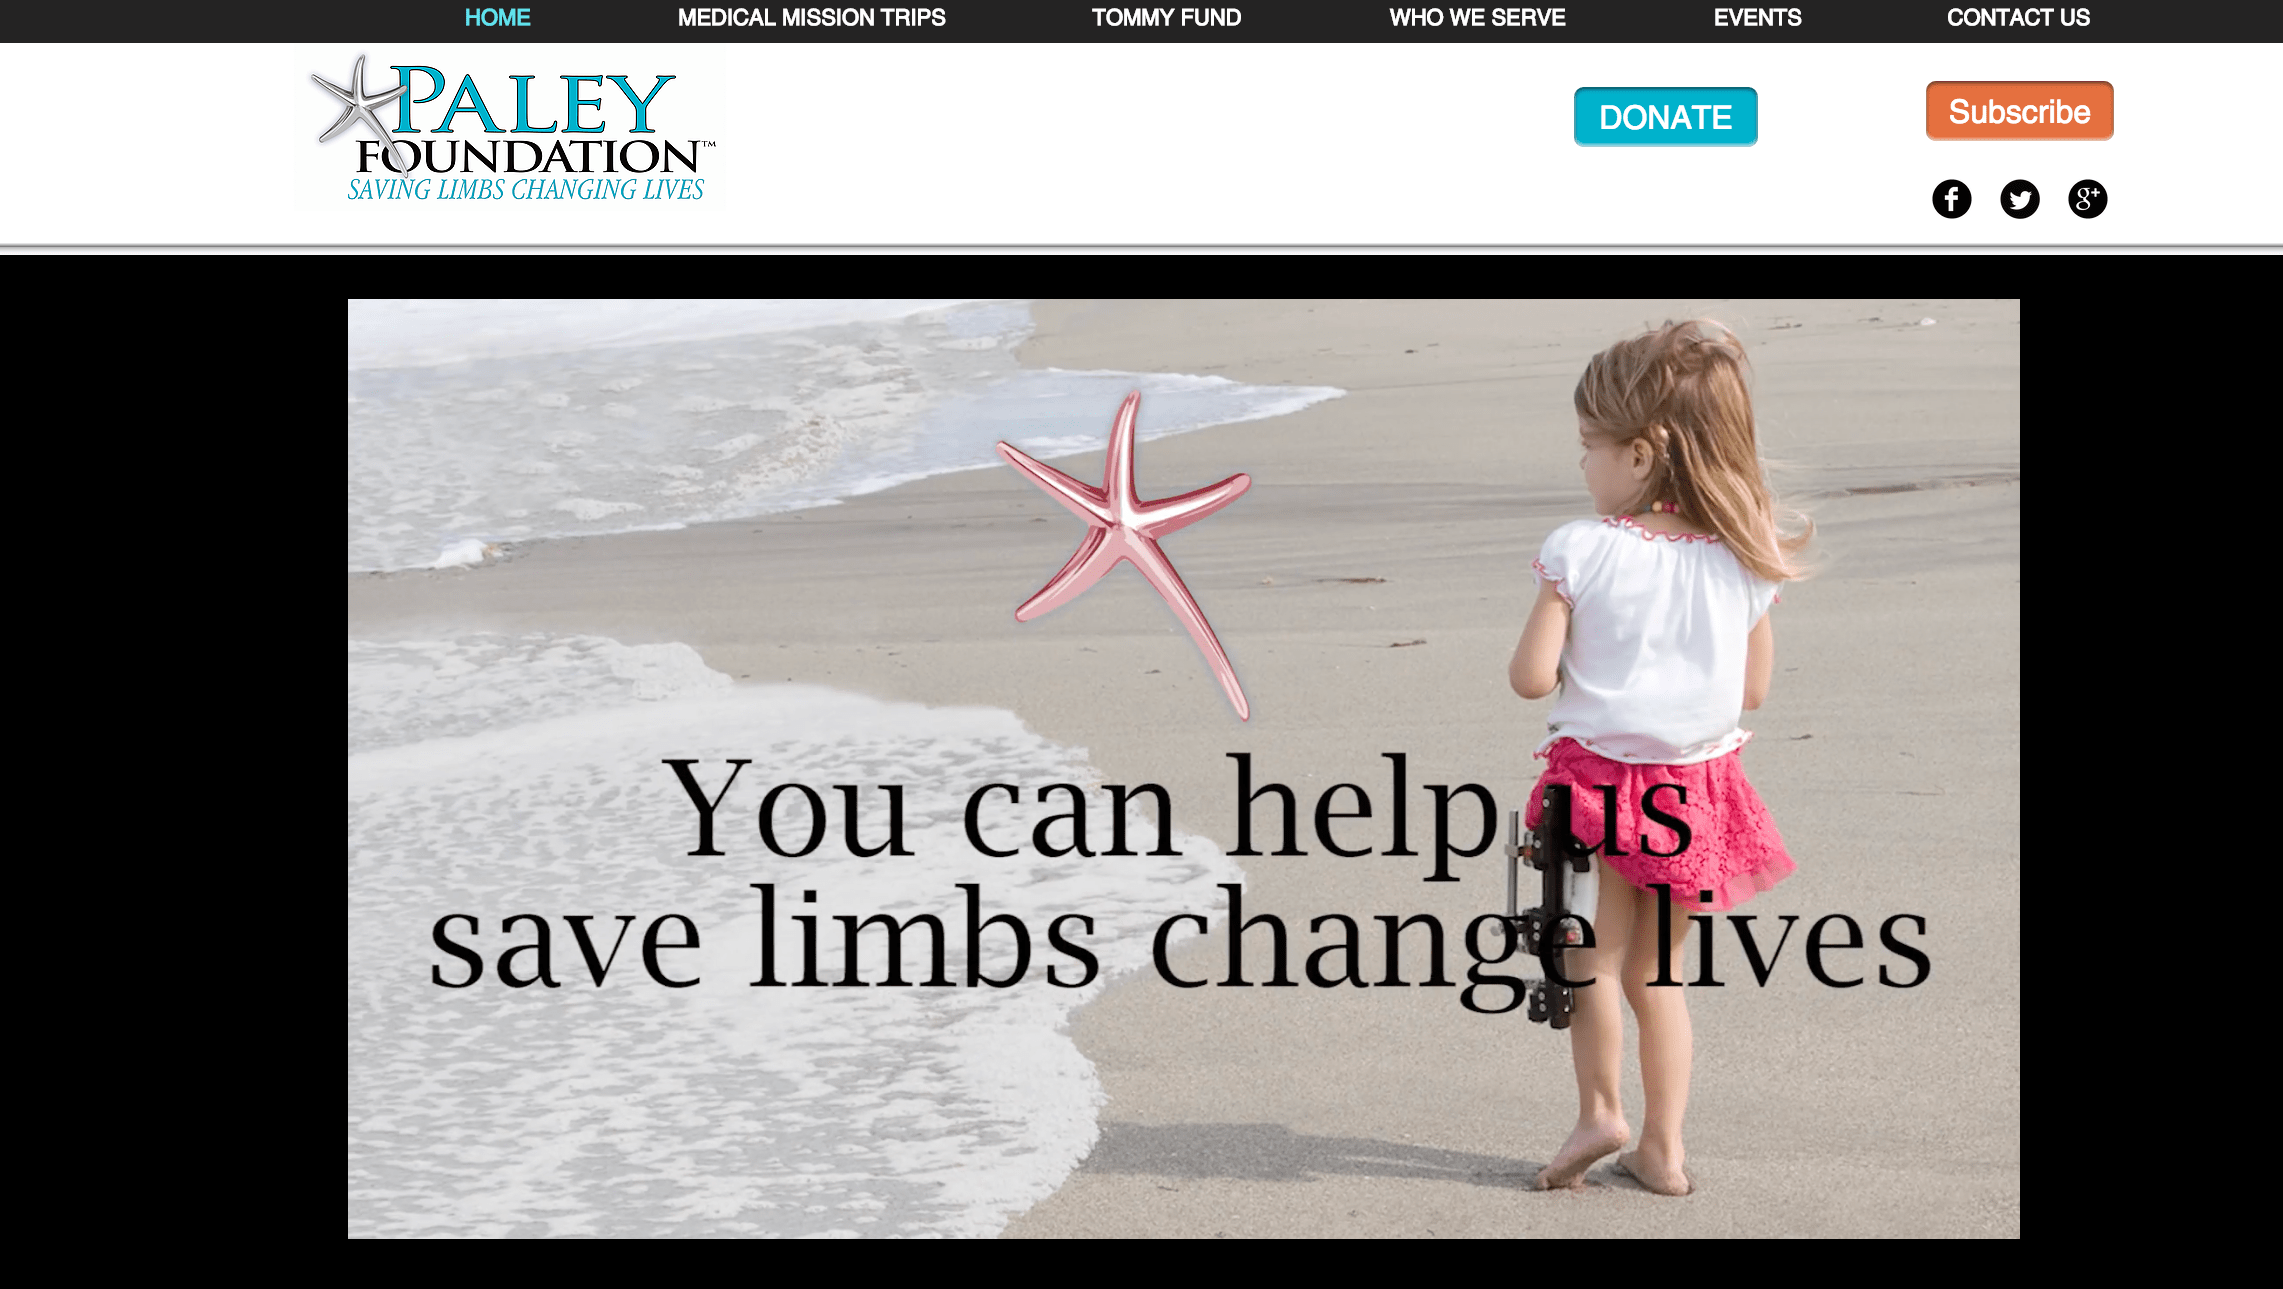 HOME MEDICAL MISSION TRIPS TOMMY FUND WHO WE SERVE EVENTS CONTACT US
PALEY
FOUNDATION™
SAVING LIMBS CHANGING LIVES
DONATE
Subscribe
f g+
You can help us
save limbs change lives